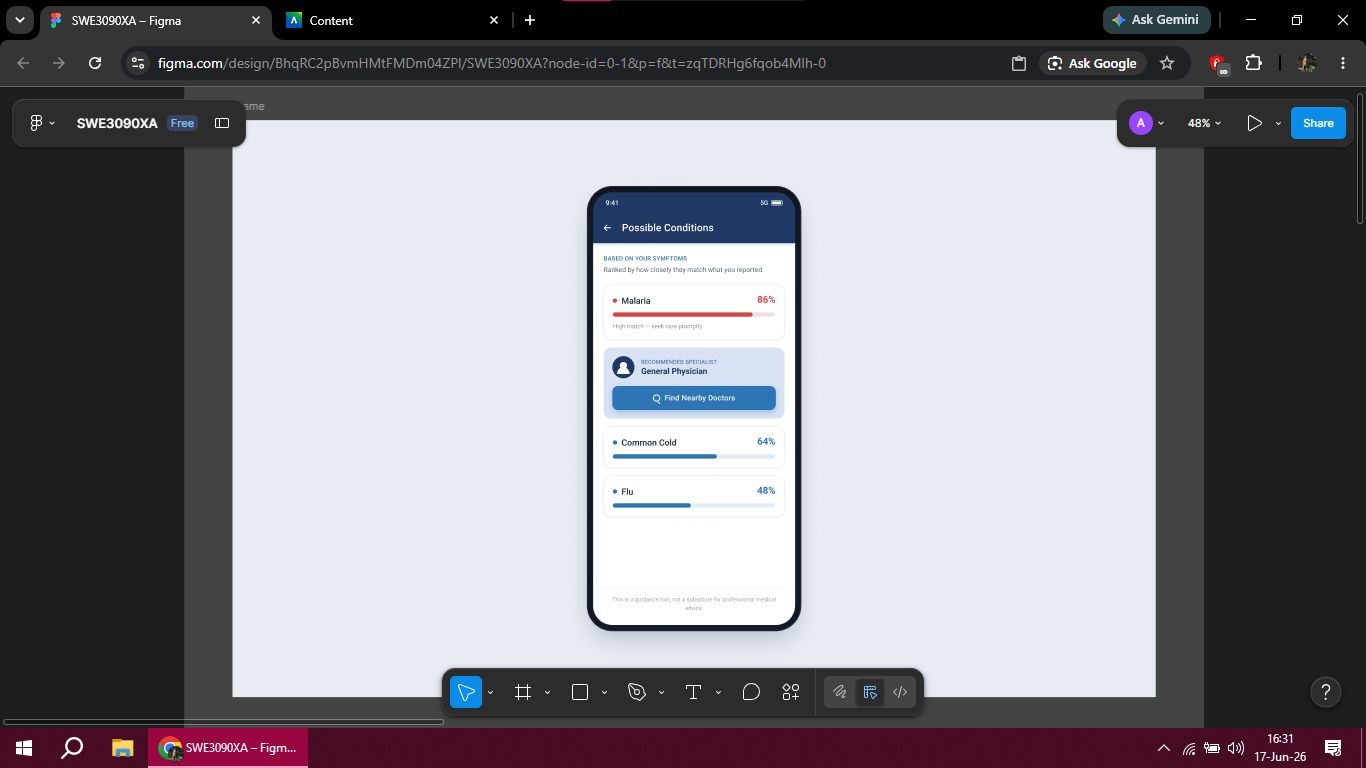 SWE3090XA – Figma
Content
Ask Gemini
figma.com/design/BhqRC2pBvmHMtFMDm04ZPI/SWE3090XA?node-id=0-1&p=f&t=zqTDRHg6fqob4MIh-0
Ask Google
ame
SWE3090XA
Free
A
48%
Share
9:41
5G
Possible Conditions
BASED ON YOUR SYMPTOMS
Ranked by how closely they match what you reported.
Malaria
86%
High match — seek care promptly.
RECOMMENDED SPECIALIST
General Physician
Find Nearby Doctors
Common Cold
64%
Flu
48%
This is a guidance tool, not a substitute for professional medical
advice.
?
SWE3090XA – Figm...
16:31
17-Jun-26